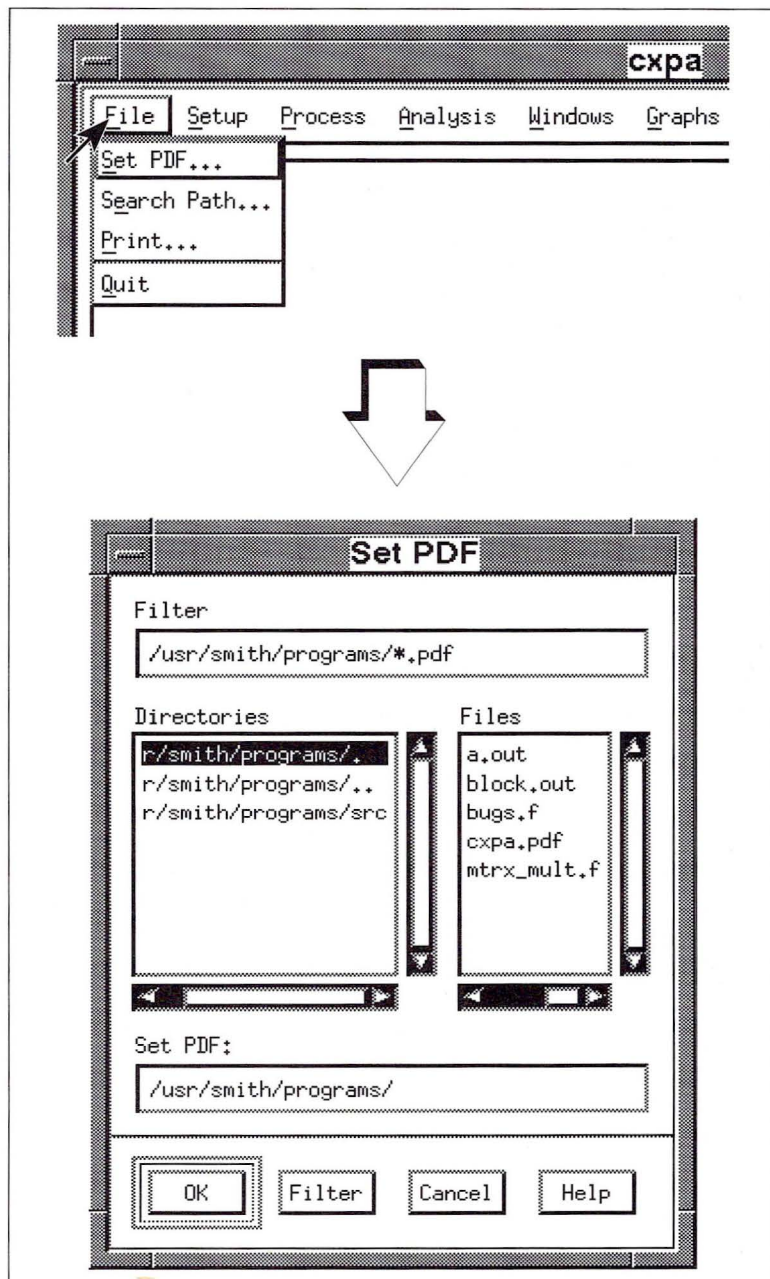 cxpa
File Setup Process Analysis Windows Graphs
Set PDF...
Search Path...
Print...
Quit
Set PDF
Filter
/usr/smith/programs/*.pdf
Directories Files
r/smith/programs/. a.out
r/smith/programs/.. block.out
r/smith/programs/src bugs.f
cxpa.pdf
mtrx_mult.f
Set PDF:
/usr/smith/programs/
OK Filter Cancel Help